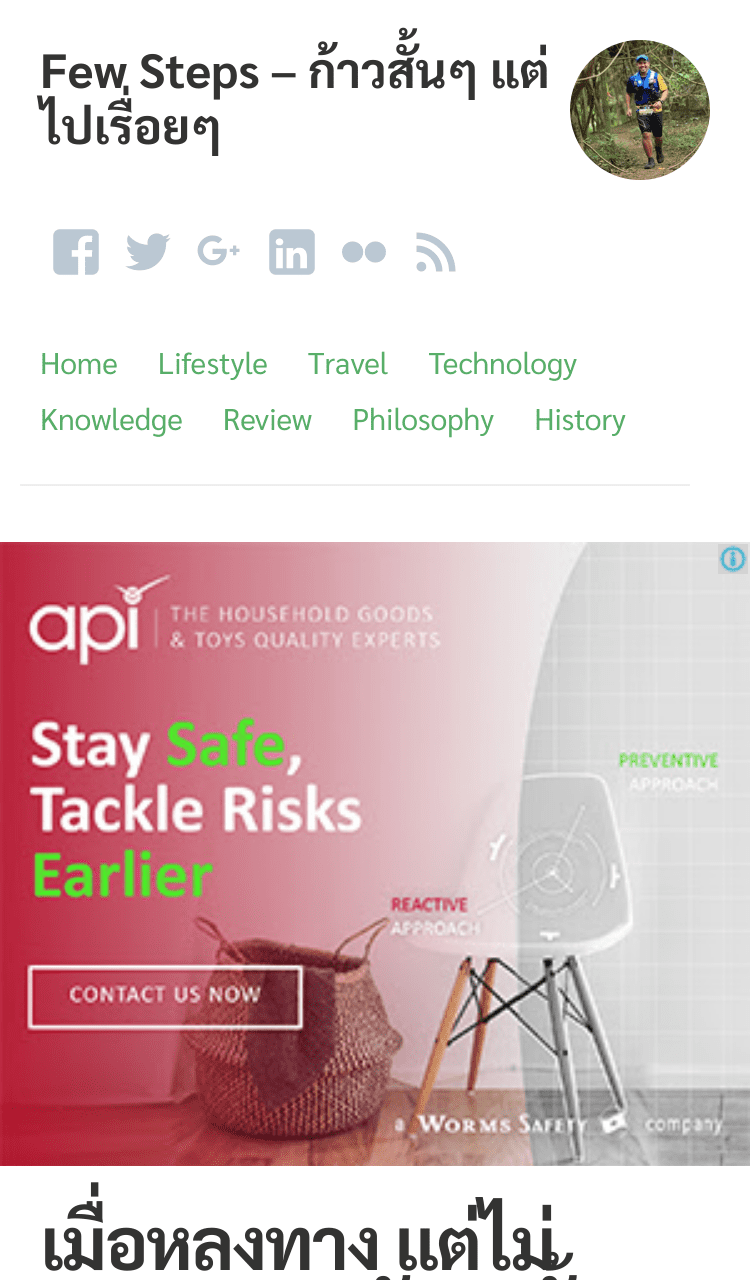 Few Steps – ก้าวสั้นๆ แต่
ไปเรื่อยๆ
Home Lifestyle Travel Technology
Knowledge Review Philosophy History
api THE HOUSEHOLD GOODS
& TOYS QUALITY EXPERTS
Stay Safe,
Tackle Risks
Earlier
PREVENTIVE
APPROACH
REACTIVE
APPROACH
CONTACT US NOW
a WORMS SAFETY company
เมื่อหลงทาง แต่ไม่